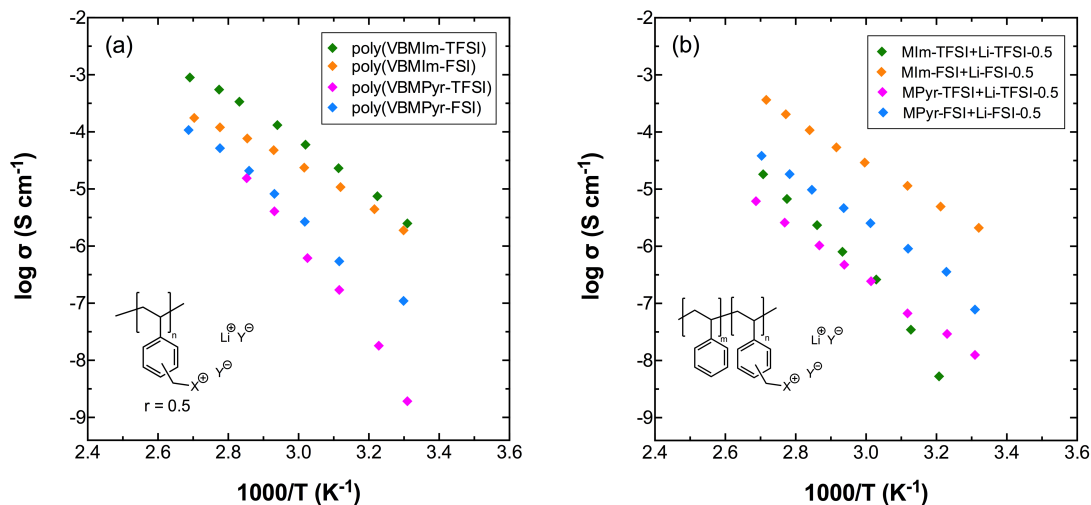 (a)
poly(VBMIm-TFSI)
poly(VBMIm-FSI)
poly(VBMPyr-TFSI)
poly(VBMPyr-FSI)
-2
-3
-4
-5
-6
-7
-8
-9
log σ (S cm⁻¹)
n
Li⊕ Y⊖
X⊕ Y⊖
r = 0.5
2.4 2.6 2.8 3.0 3.2 3.4 3.6
1000/T (K⁻¹)
(b)
MIm-TFSI+Li-TFSI-0.5
MIm-FSI+Li-FSI-0.5
MPyr-TFSI+Li-TFSI-0.5
MPyr-FSI+Li-FSI-0.5
-2
-3
-4
-5
-6
-7
-8
-9
log σ (S cm⁻¹)
m n
Li⊕ Y⊖
X⊕ Y⊖
2.4 2.6 2.8 3.0 3.2 3.4 3.6
1000/T (K⁻¹)